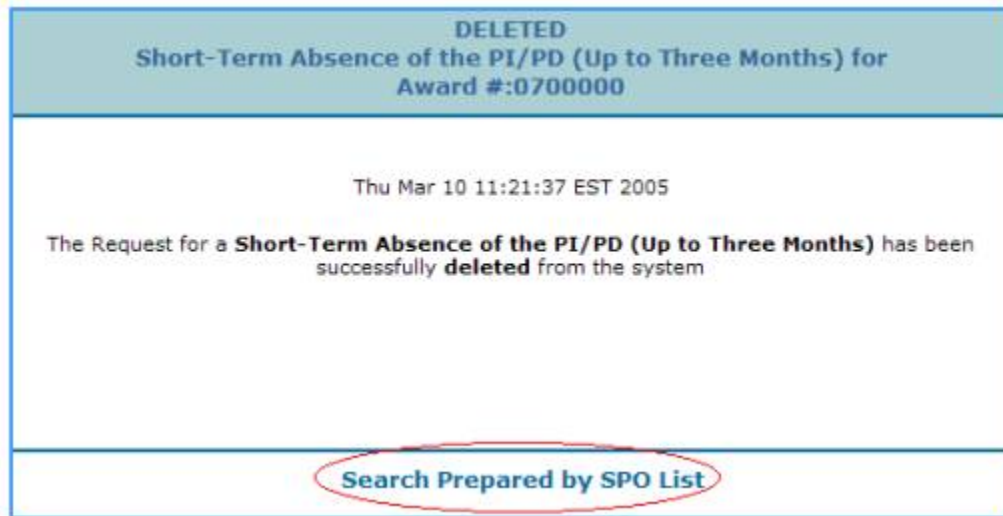 DELETED
Short-Term Absence of the PI/PD (Up to Three Months) for
Award #:0700000
Thu Mar 10 11:21:37 EST 2005
The Request for a Short-Term Absence of the PI/PD (Up to Three Months) has been
successfully deleted from the system
Search Prepared by SPO List